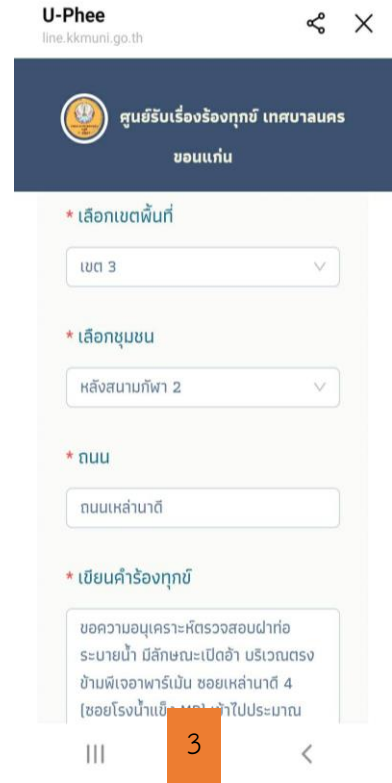 U-Phee
line.kkmuni.go.th
ศูนย์รับเรื่องร้องทุกข์ เทศบาลนคร
ขอนแก่น
* เลือกเขตพื้นที่
เขต 3
* เลือกชุมชน
หลังสนามกีฬา 2
* ถนน
ถนนเหล่านาดี
* เขียนคำร้องทุกข์
ขอความอนุเคราะห์ตรวจสอบฝาท่อ
ระบายน้ำ มีลักษณะเปิดอ้า บริเวณตรง
ข้ามพีเจอาพาร์เม้น ซอยเหล่านาดี 4
(ซอยโรงน้ำแข็ง เข้าไปประมาณ
3